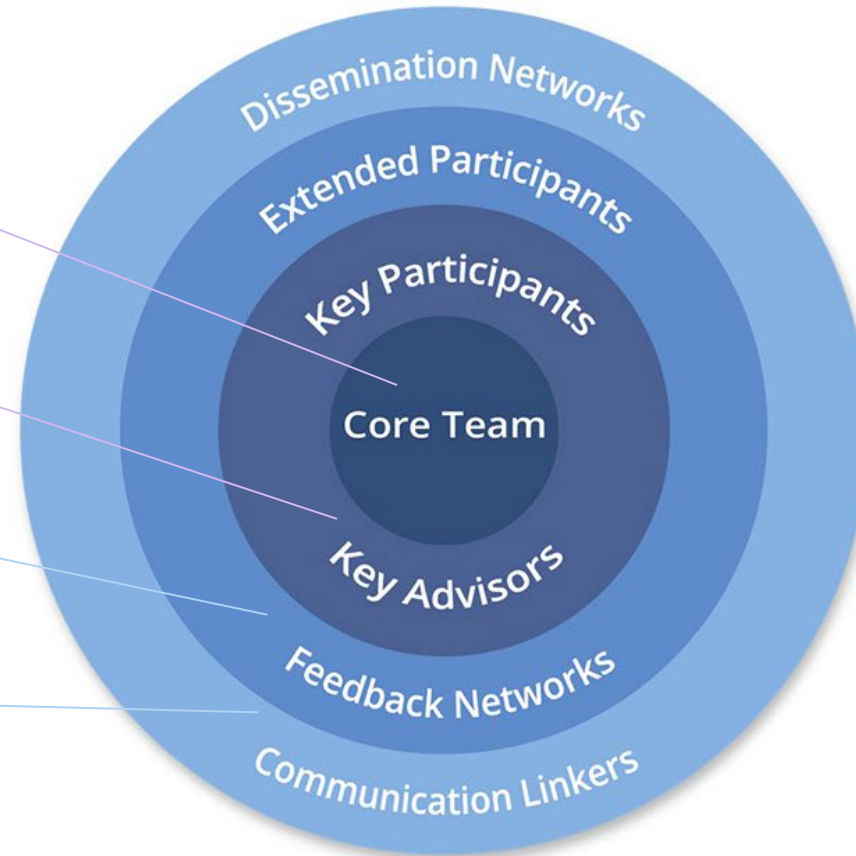 Dissemination Networks
Extended Participants
Key Participants
Core Team
Key Advisors
Feedback Networks
Communication Linkers